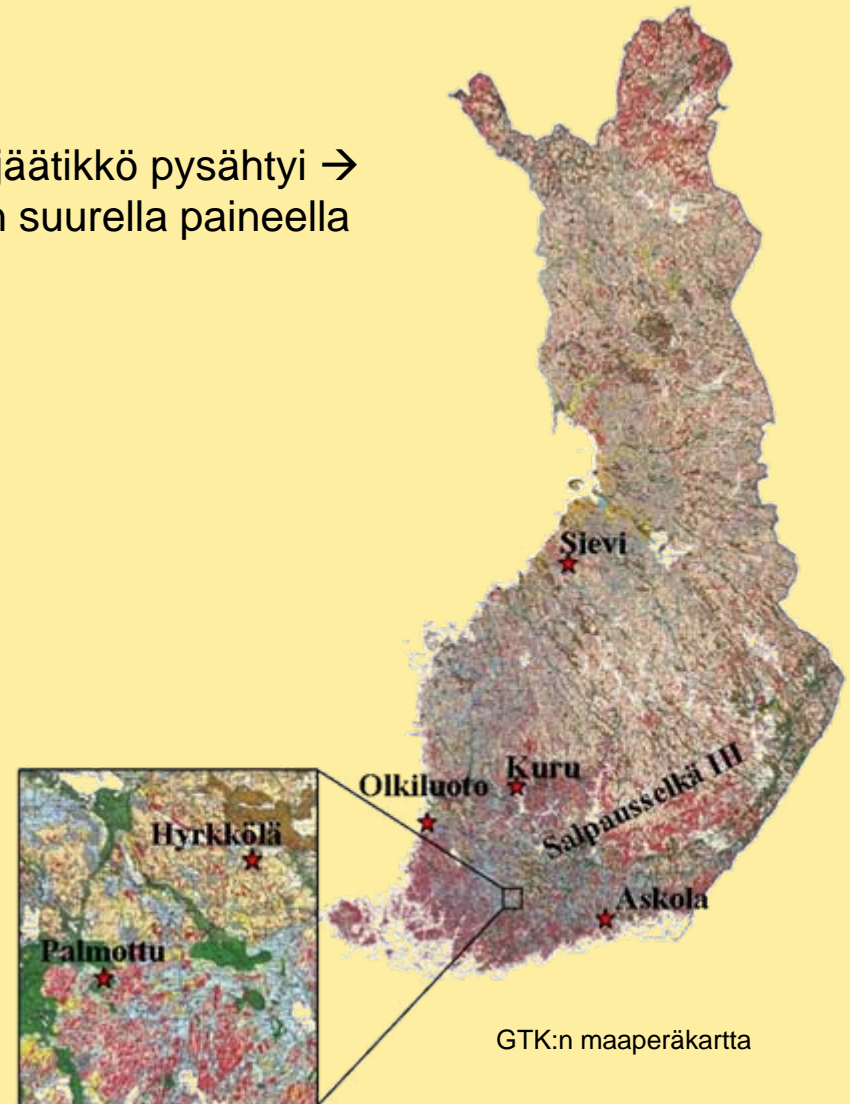 jäätikkö pysähtyi →
n suurella paineella
Sievi
Olkiluoto
Kuru
Salpausselkä III
Hyrkkölä
Askola
Palmottu
GTK:n maaperäkartta